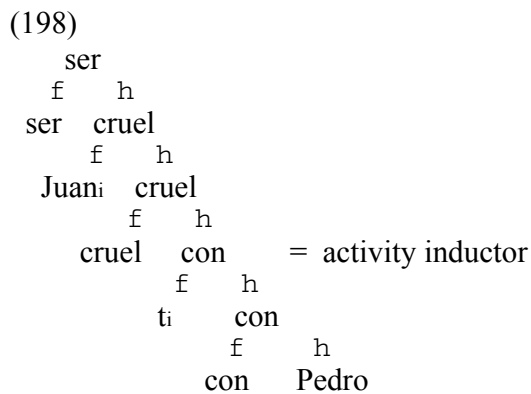 (198)
ser
f h
ser cruel
f h
Juani cruel
f h
cruel con = activity inductor
f h
ti con
f h
con Pedro